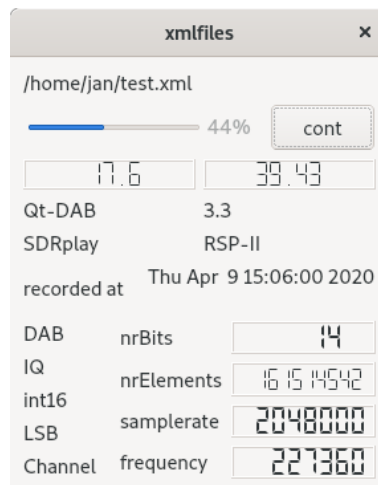 xmlfiles ×
/home/jan/test.xml
44% cont
17.6 39.43
Qt-DAB 3.3
SDRplay RSP-II
recorded at Thu Apr 9 15:06:00 2020
DAB
IQ
int16
LSB
Channel
nrBits 14
nrElements 161514542
samplerate 2048000
frequency 227360